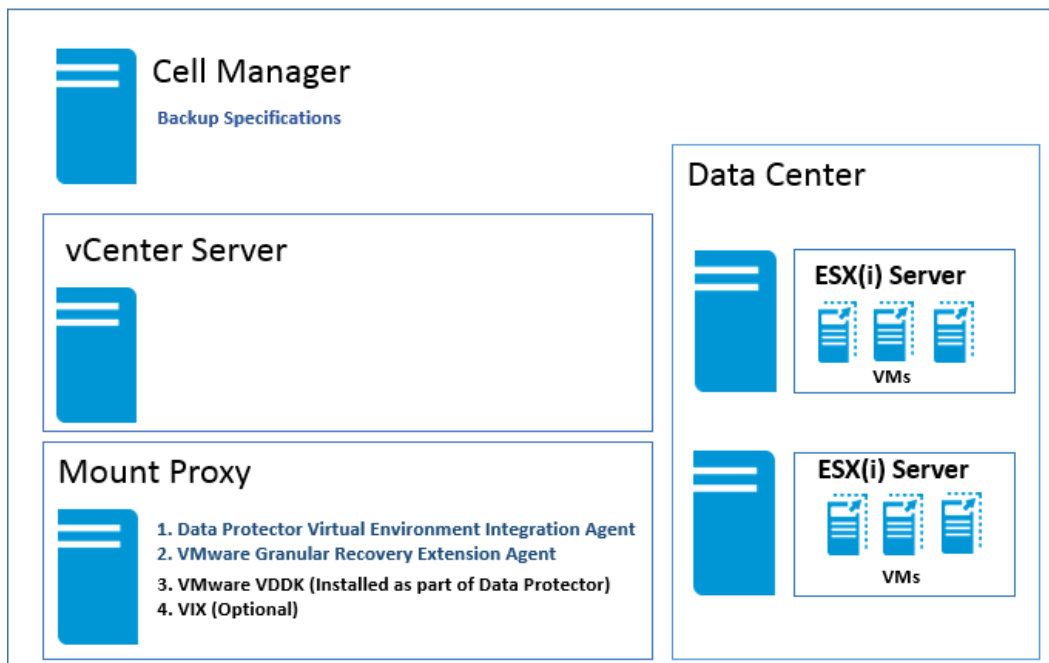 Cell Manager
Backup Specifications
vCenter Server
Mount Proxy
1. Data Protector Virtual Environment Integration Agent
2. VMware Granular Recovery Extension Agent
3. VMware VDDK (Installed as part of Data Protector)
4. VIX (Optional)
Data Center
ESX(i) Server
VMs
ESX(i) Server
VMs